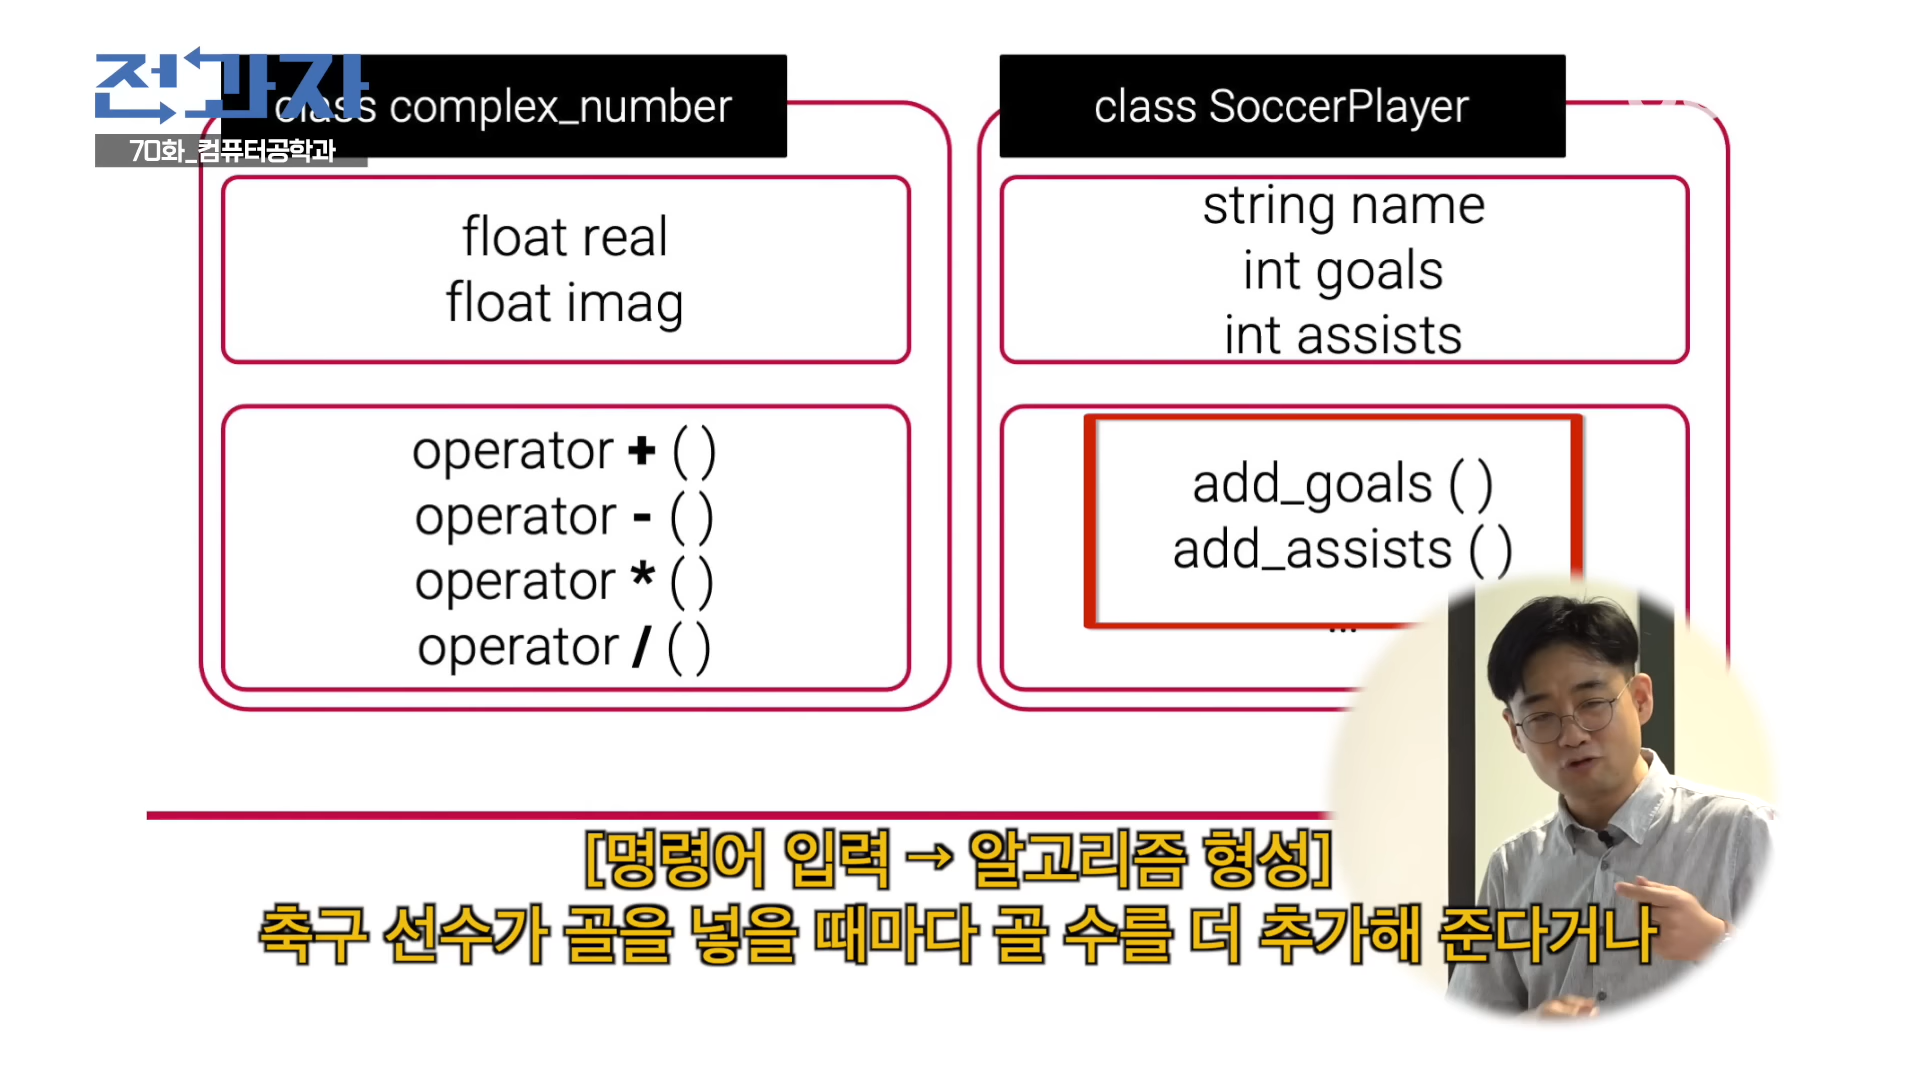 전과자
70화_컴퓨터공학과
class complex_number
float real
float imag
operator + ( )
operator - ( )
operator * ( )
operator / ( )
class SoccerPlayer
string name
int goals
int assists
add_goals ( )
add_assists ( )
...
[명령어 입력 → 알고리즘 형성]
축구 선수가 골을 넣을 때마다 골 수를 더 추가해 준다거나